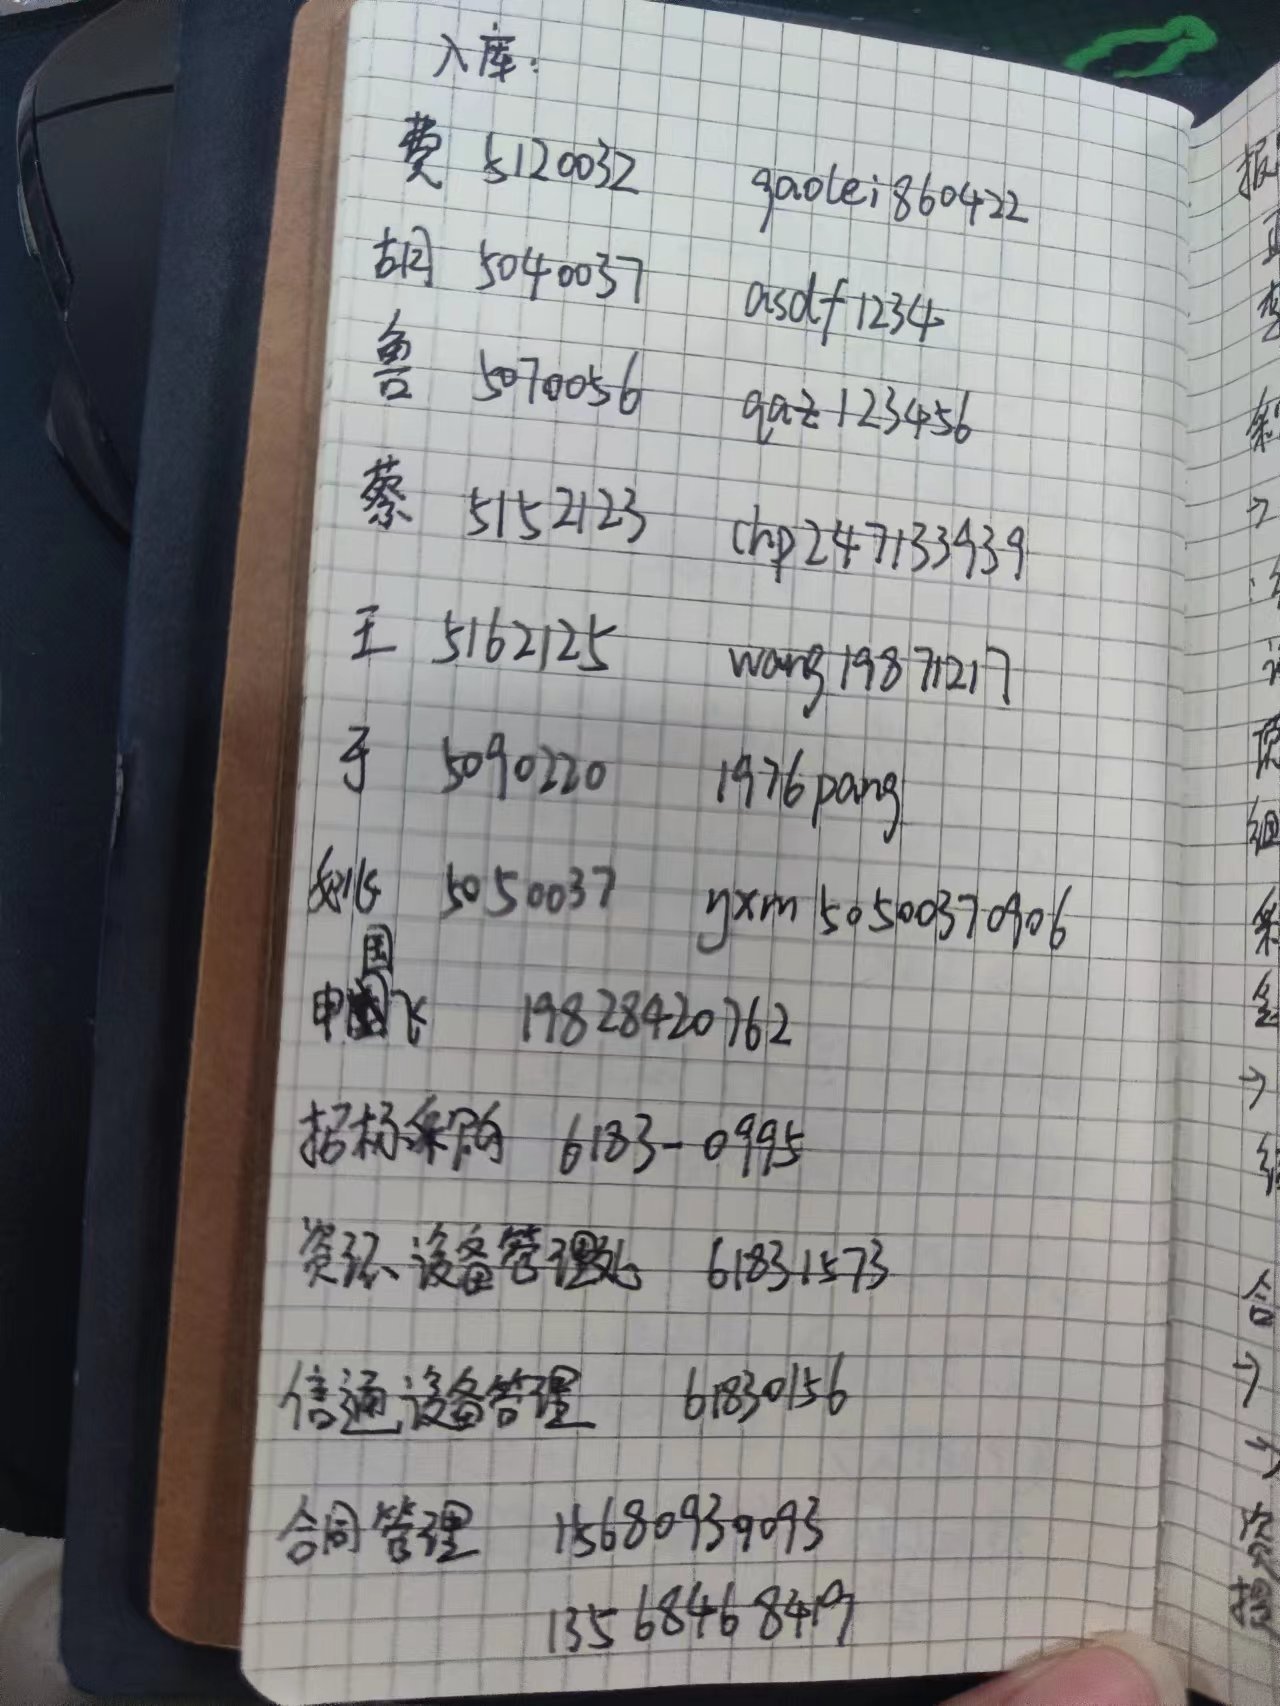 入库:
费 5120032 gaolei860422
胡 5040037 asdf1234
鲁 5070056 qaz123456
蔡 5152123 chp247133939
王 5162125 wang19871217
于 5090220 1976pang
5050037 yxm50500370906
国
申飞 19828420762
招标采购 6183-0995
资环、设备管理处 61831573
信通设备管理 61830156
合同管理 15680939093
13568468419